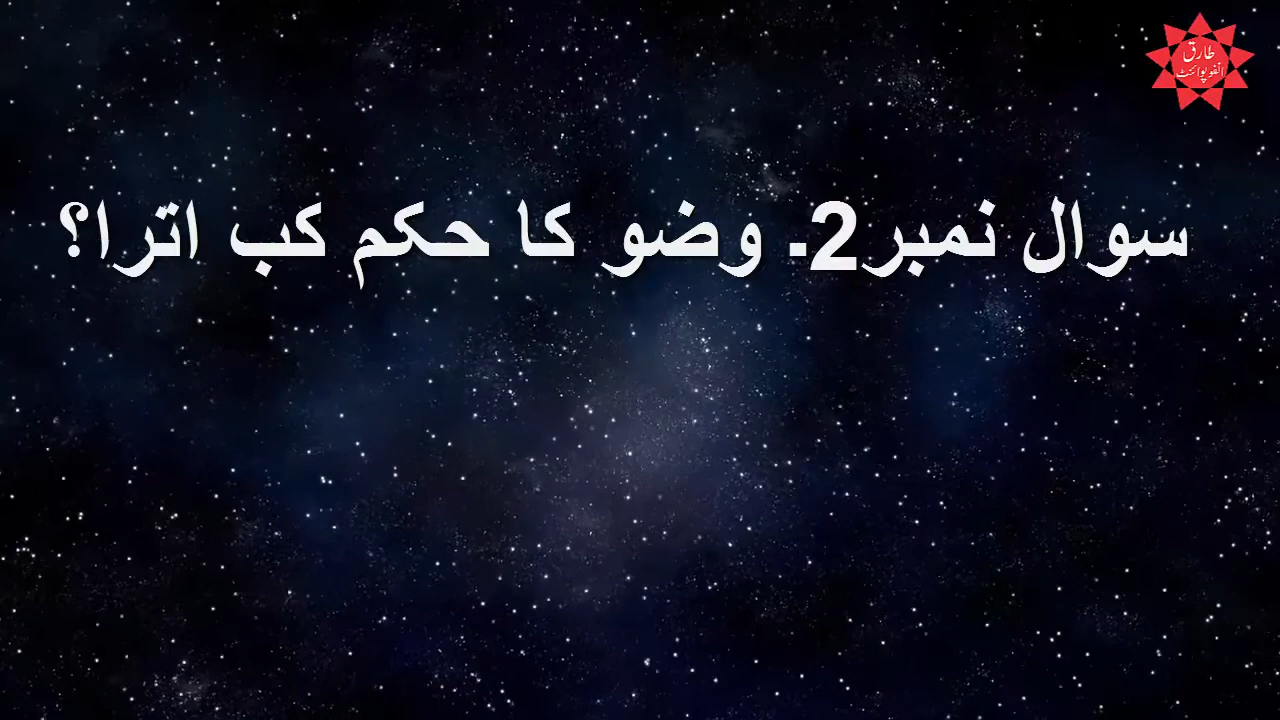 طارق
انفو پوائنٹ
سوال نمبر2۔ وضو کا حکم کب اترا؟